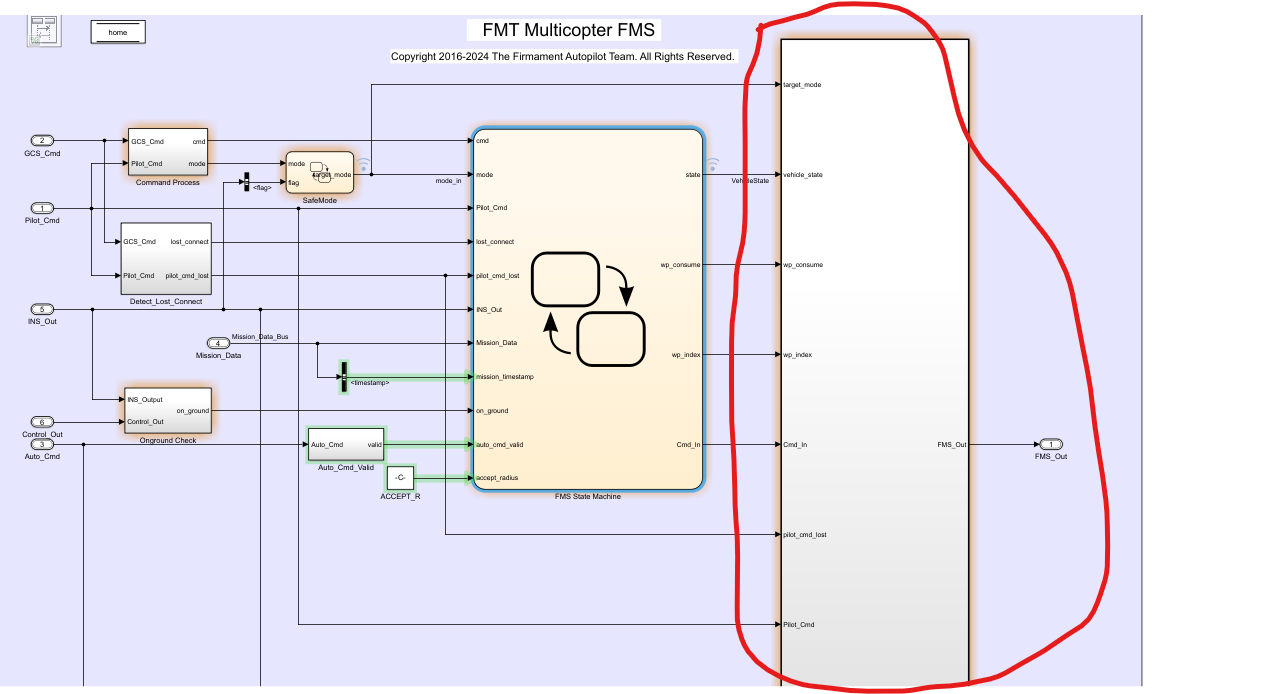 FMT Multicopter FMS
home
Copyright 2016-2024 The Firmament Autopilot Team. All Rights Reserved.
target_mode
2
GCS_Cmd
GCS_Cmd
cmd
Pilot_Cmd
mode
Command Process
mode
flag
target_mode
SafeMode
<flag>
mode_in
1
Pilot_Cmd
GCS_Cmd
lost_connect
Pilot_Cmd
pilot_cmd_lost
Detect_Lost_Connect
5
INS_Out
4
Mission_Data
Mission_Data_Bus
<timestamp>
INS_Output
on_ground
Control_Out
Onground Check
6
Control_Out
3
Auto_Cmd
Auto_Cmd
valid
Auto_Cmd_Valid
-C-
ACCEPT_R
cmd
mode
Pilot_Cmd
lost_connect
pilot_cmd_lost
INS_Out
Mission_Data
mission_timestamp
on_ground
auto_cmd_valid
accept_radius
state
wp_consume
wp_index
Cmd_In
FMS State Machine
VehicleState
vehicle_state
wp_consume
wp_index
Cmd_In
FMS_Out
pilot_cmd_lost
Pilot_Cmd
1
FMS_Out